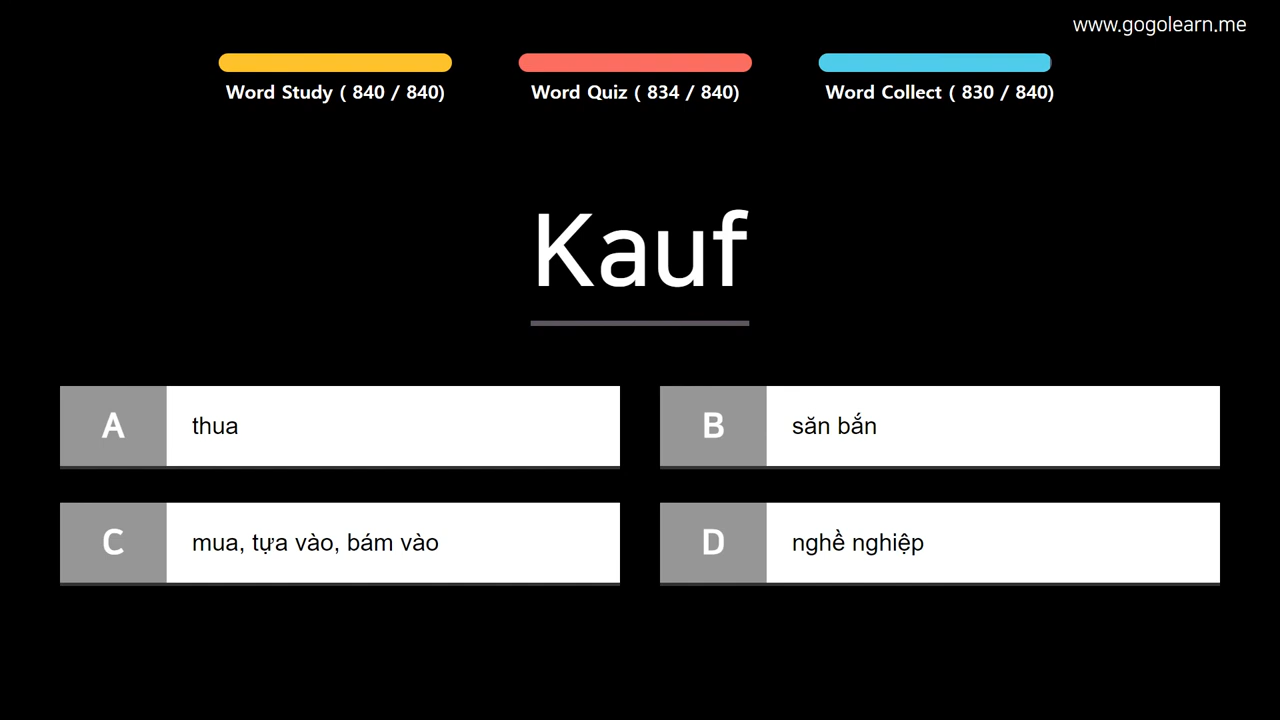 www.gogolearn.me
Word Study ( 840 / 840)
Word Quiz ( 834 / 840)
Word Collect ( 830 / 840)
Kauf
A
thua
B
săn bắn
C
mua, tựa vào, bám vào
D
nghề nghiệp